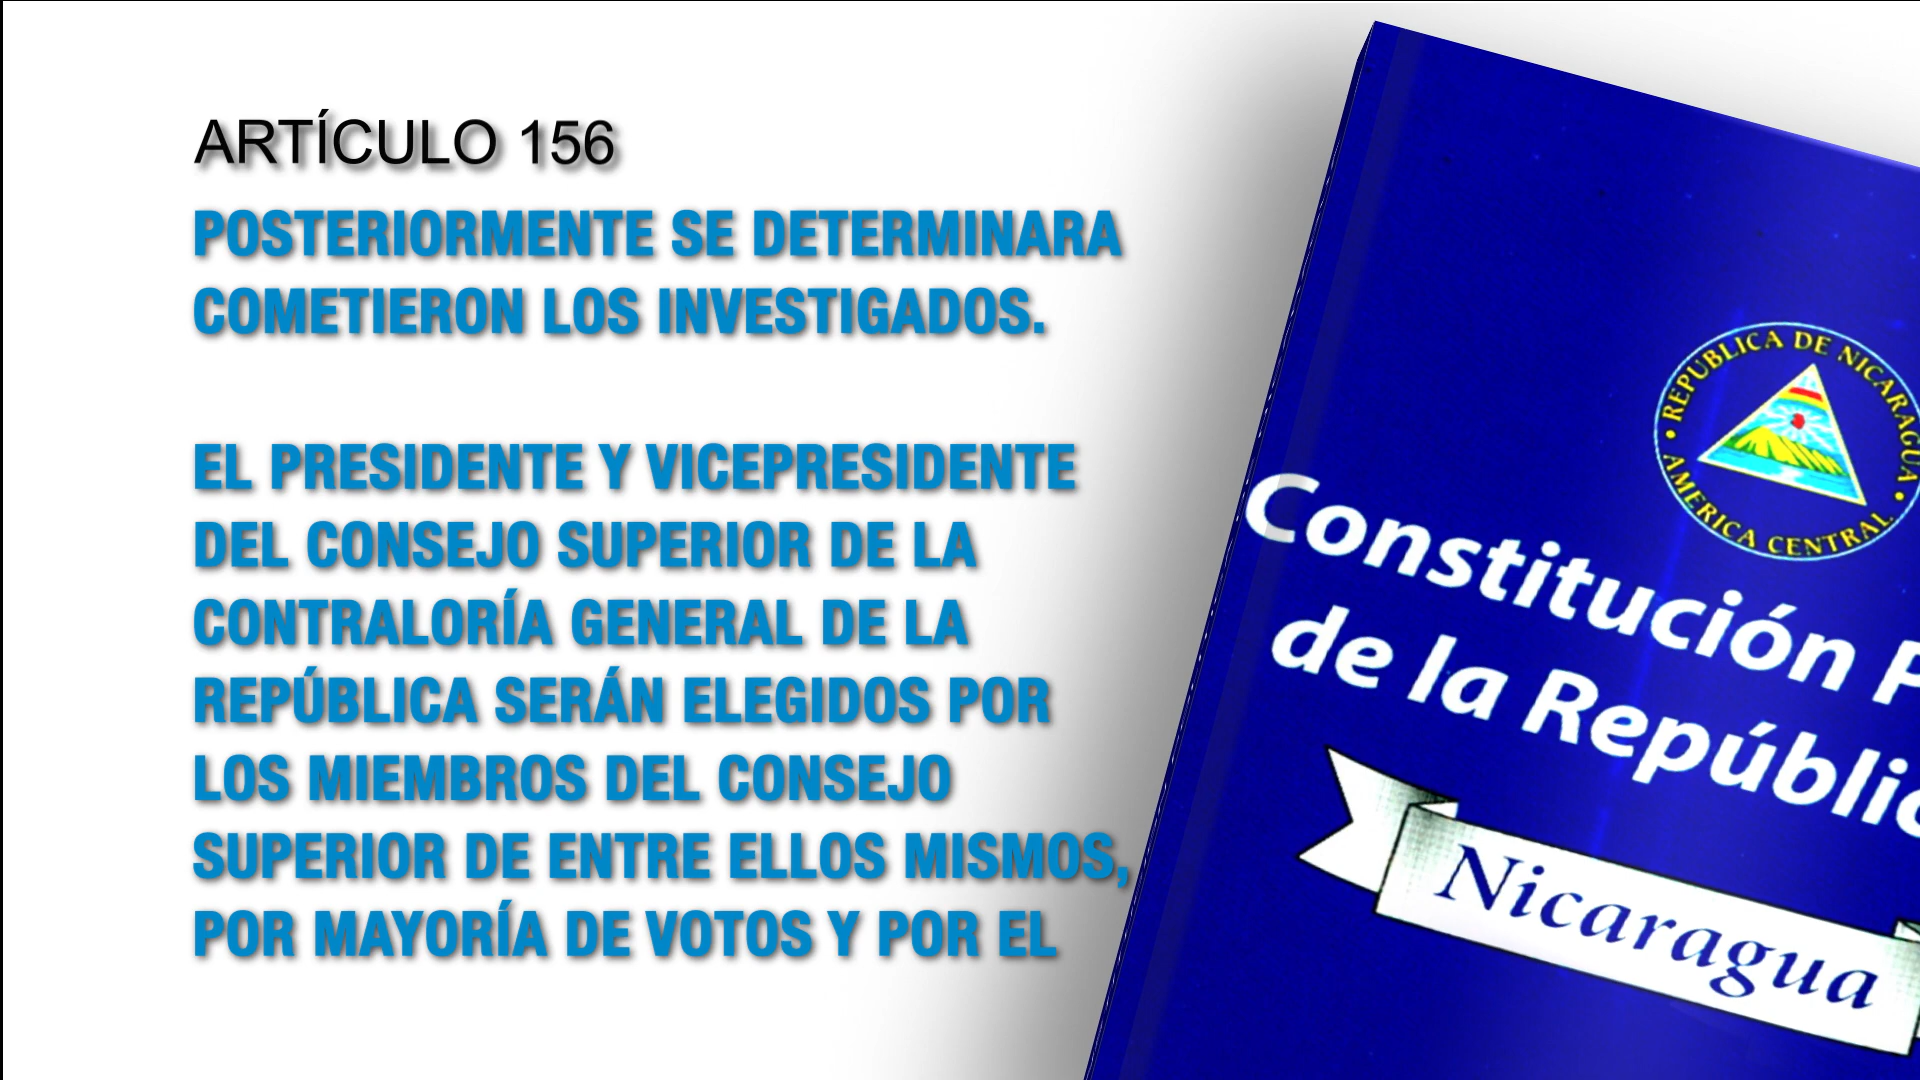 ARTÍCULO 156
POSTERIORMENTE SE DETERMINARA
COMETIERON LOS INVESTIGADOS.
EL PRESIDENTE Y VICEPRESIDENTE
DEL CONSEJO SUPERIOR DE LA
CONTRALORÍA GENERAL DE LA
REPÚBLICA SERÁN ELEGIDOS POR
LOS MIEMBROS DEL CONSEJO
SUPERIOR DE ENTRE ELLOS MISMOS,
POR MAYORÍA DE VOTOS Y POR EL
REPUBLICA DE NICARAGUA
AMERICA CENTRAL
Constitución P
de la Repúblic
Nicaragua